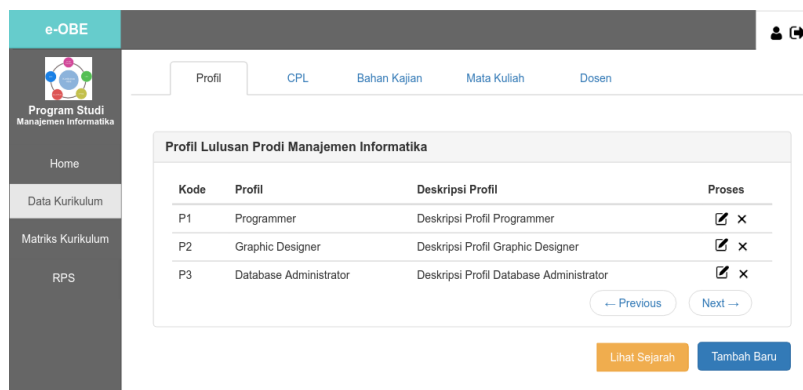 e-OBE
Program Studi
Manajemen Informatika
Home
Data Kurikulum
Matriks Kurikulum
RPS
Profil CPL Bahan Kajian Mata Kuliah Dosen
Profil Lulusan Prodi Manajemen Informatika
Kode Profil Deskripsi Profil Proses
P1 Programmer Deskripsi Profil Programmer
P2 Graphic Designer Deskripsi Profil Graphic Designer
P3 Database Administrator Deskripsi Profil Database Administrator
← Previous Next →
Lihat Sejarah Tambah Baru